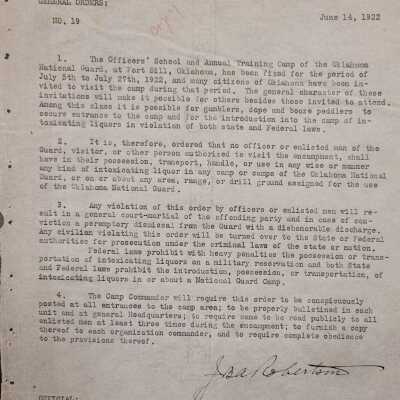 GENERAL ORDERS:
June 14, 1922
NO. 19
1. The Officers' School and Annual Training Camp of the Oklahoma
National Guard, at Fort Sill, Oklahoma, has been fixed for the period of
July 5th to July 27th, 1922, and many citizens of Oklahoma have been in-
vited to visit the camp during that period. The general character of these
invitations will make it possible for others besides those invited to attend.
Among this class it is possible for gamblers, dope and booze peddlers to
secure entrance to the camp and for the introduction into the camp of in-
toxicating liquors in violation of both state and Federal laws.
2. It is, therefore, ordered that no officer or enlisted man of the
Guard, visitor, or other person authorized to visit the encampment, shall
have in their possession, transport, handle, or use in any wise or manner
any kind of intoxicating liquor in any camp or camps of the Oklahoma National
Guard, or on or about any area, range, or drill ground assigned for the use
of the Oklahoma National Guard.
3. Any violation of this order by officers or enlisted men will re-
sult in a general court-martial of the offending party and in case of con-
viction a peremptory dismissal from the Guard with a dishonorable discharge.
Any civilian violating this order will be turned over to the State or Federal
authorities for prosecution under the criminal laws of the state or nation.
Federal laws prohibit with heavy penalties the possession or trans-
portation of intoxicating liquors on a military reservation and both State
and Federal laws prohibit the introduction, possession, or transportation, of
intoxicating liquors in or about a National Guard Camp.
4. The Camp Commander will require this order to be conspicuously
posted at all entrances to the camp area; to be properly bulletined in each
unit and at general Headquarters; to require same to be read publicly to all
enlisted men at least three times during the encampment; to furnish a copy
thereof to each organization commander, and to require complete obedience
to the provisions thereof.
J B A Robertson
OFFICIAL: